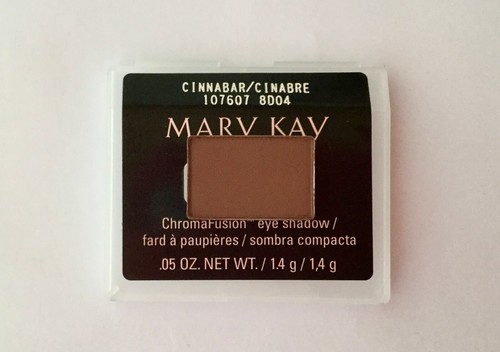 CINNABAR/CINABRE
107607 8D04
MARY KAY
ChromaFusion™ eye shadow /
fard à paupières / sombra compacta
.05 OZ. NET WT. / 1.4 g / 1,4 g